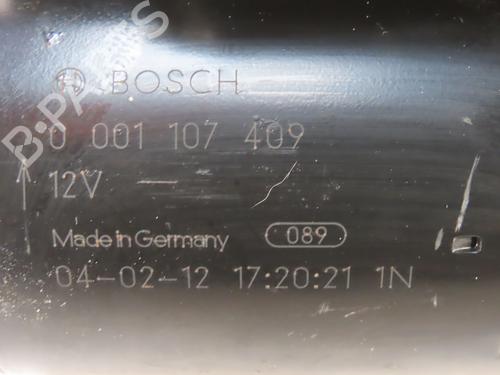 BOSCH
0 001 107 409
12V
Made in Germany 089
04-02-12 17:20:21 1N
B-PARTS